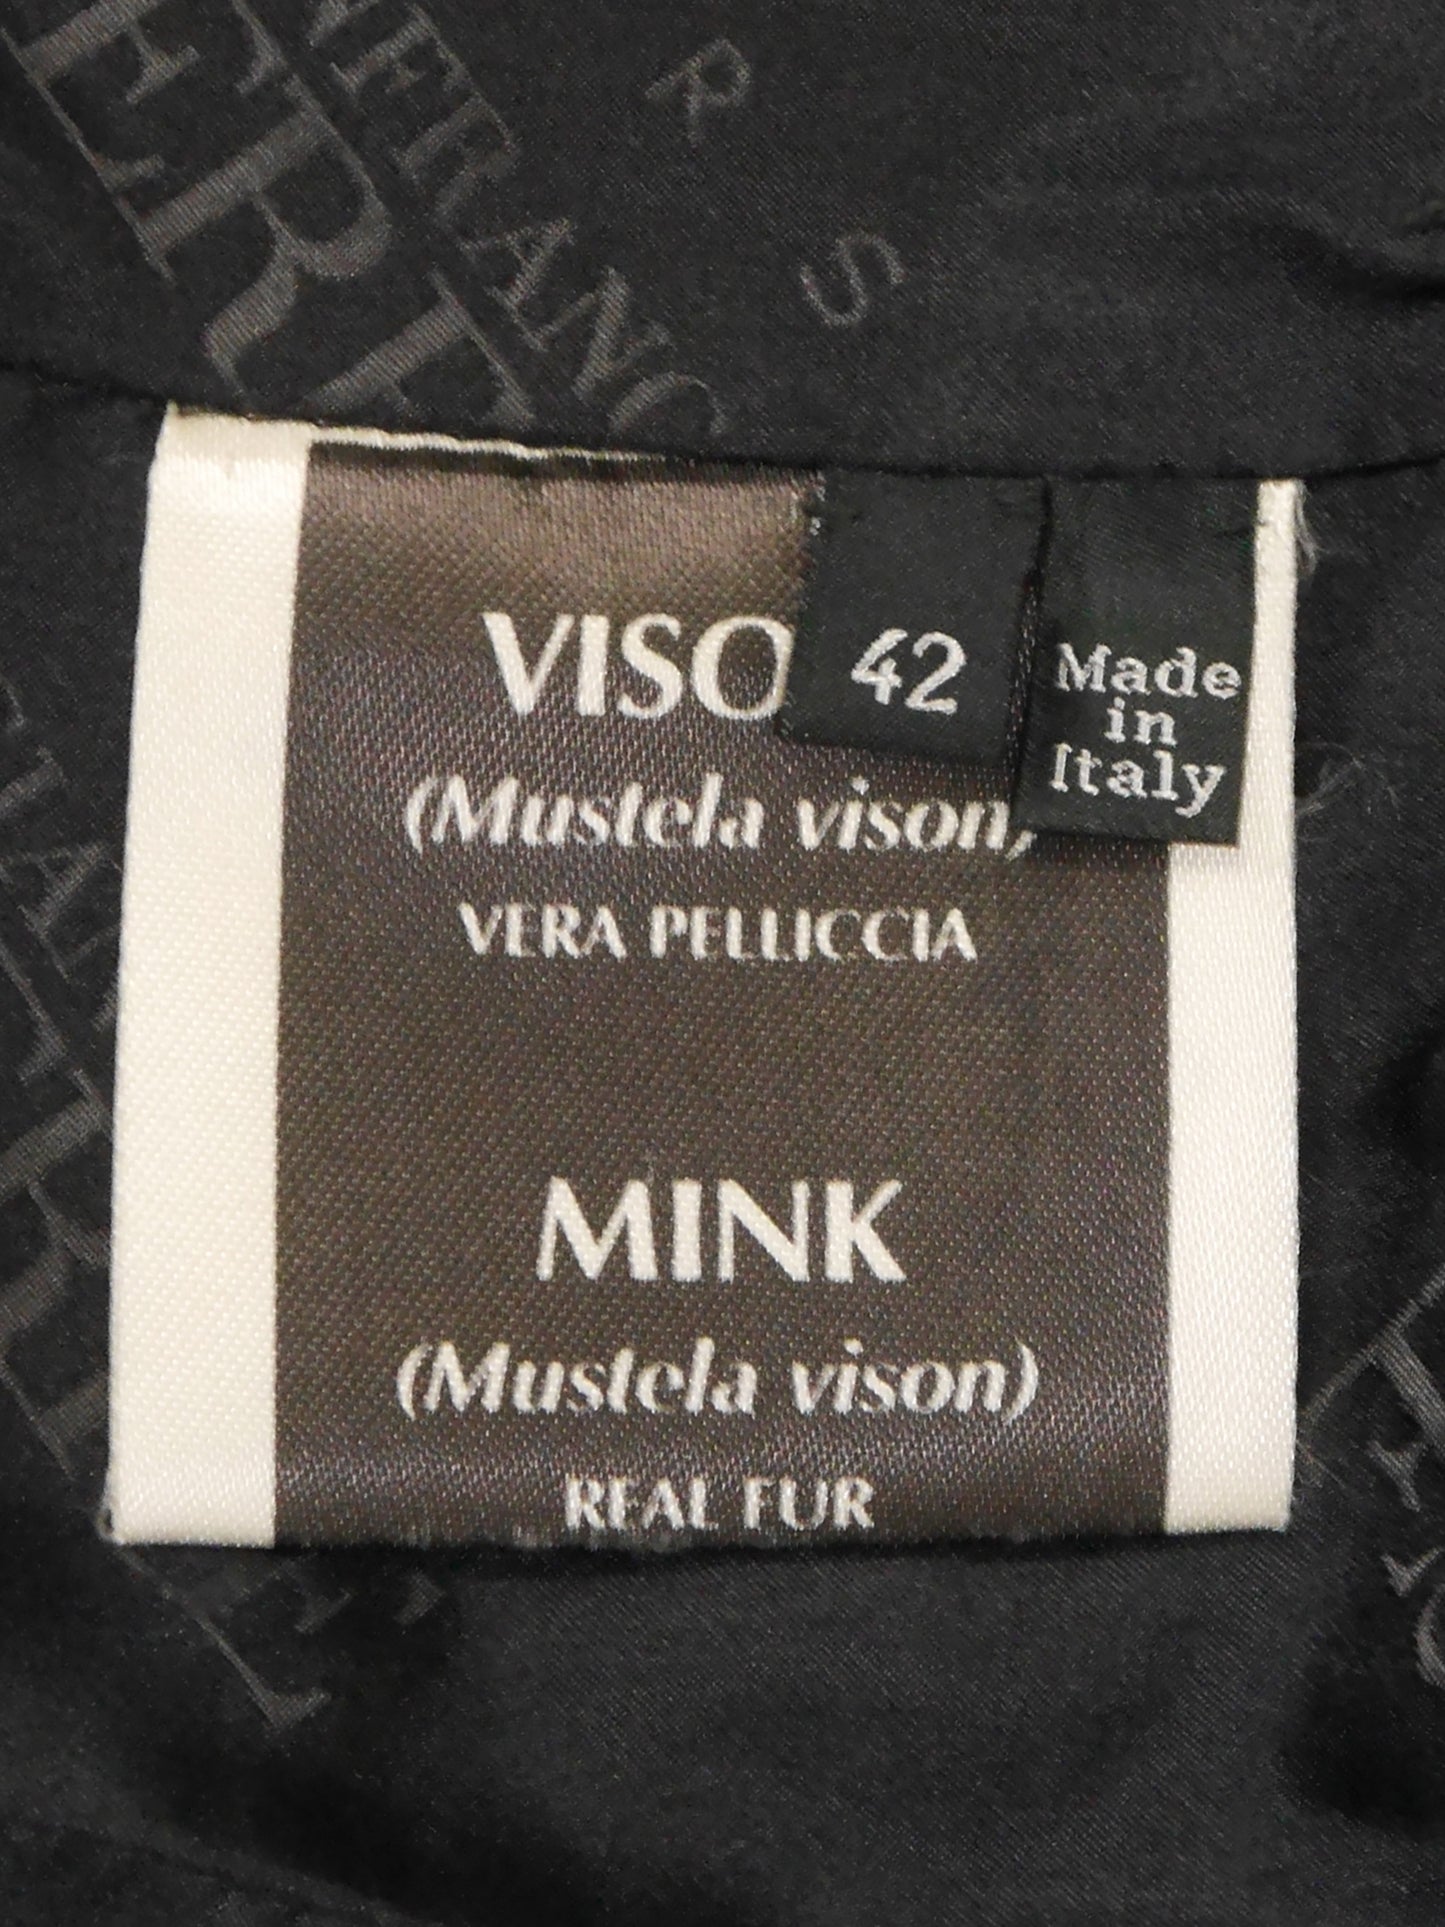 R
S
VISO
42
Made
in
Italy
(Mustela vison)
VERA PELLICCIA
MINK
(Mustela vison)
REAL FUR